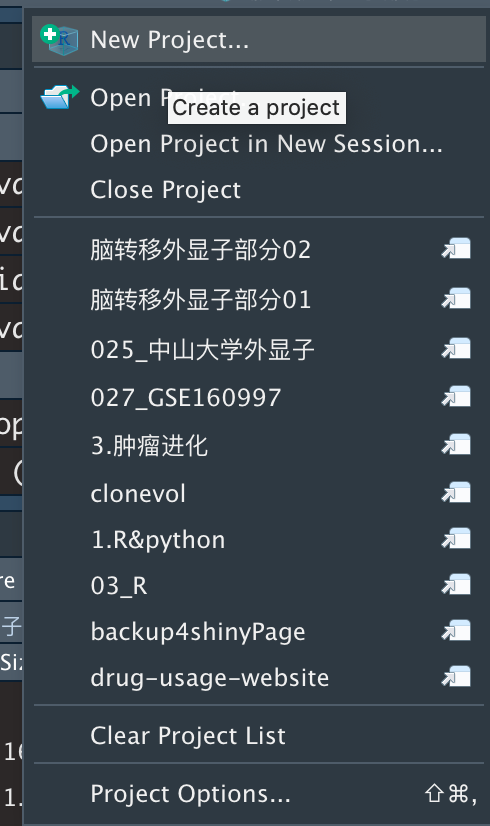 New Project...
Open Pr
Create a project
Open Project in New Session...
Close Project
脑转移外显子部分02
脑转移外显子部分01
025_中山大学外显子
027_GSE160997
3.肿瘤进化
clonevol
1.R&python
03_R
backup4shinyPage
drug-usage-website
Clear Project List
Project Options... ⇧⌘,